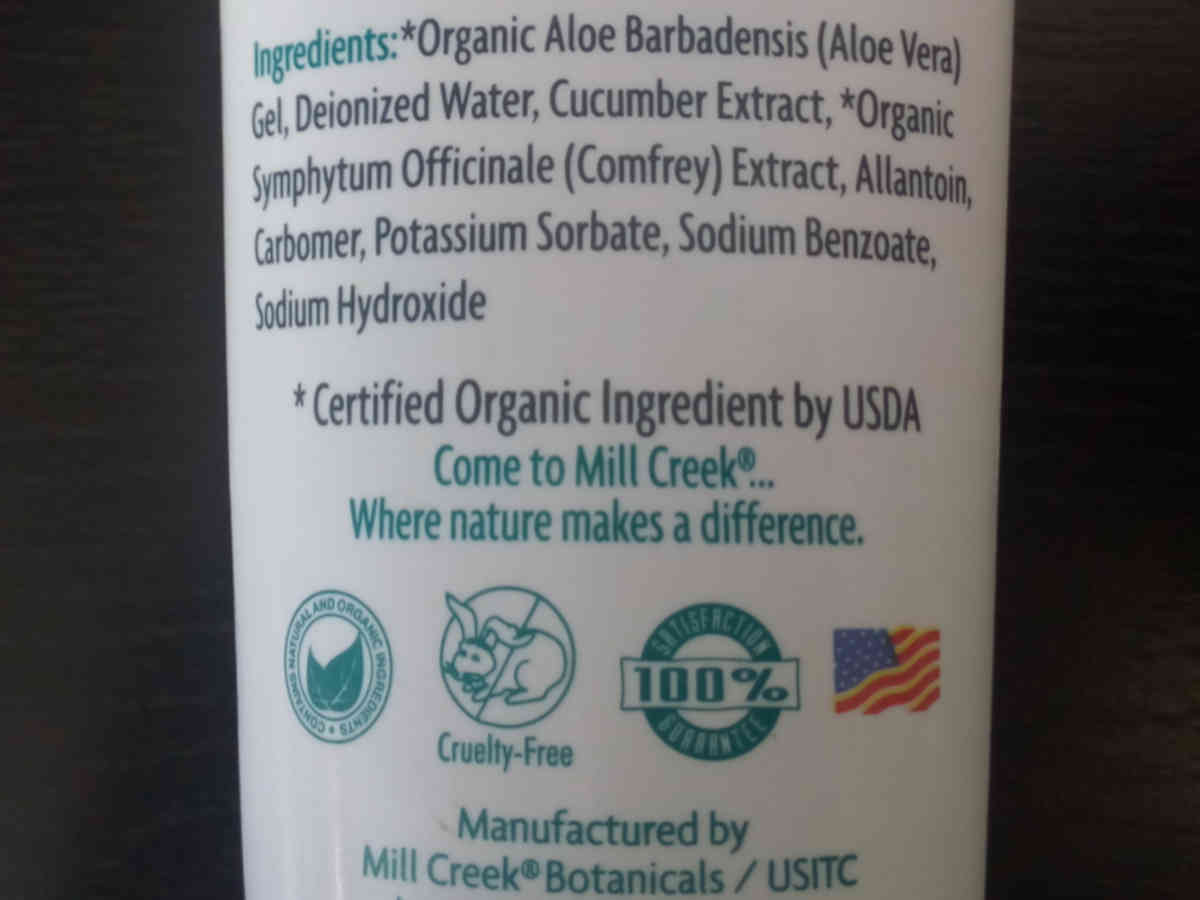 Ingredients:*Organic Aloe Barbadensis (Aloe Vera)
Gel, Deionized Water, Cucumber Extract, *Organic
Symphytum Officinale (Comfrey) Extract, Allantoin,
Carbomer, Potassium Sorbate, Sodium Benzoate,
Sodium Hydroxide
* Certified Organic Ingredient by USDA
Come to Mill Creek®...
Where nature makes a difference.
CONTAINS NATURAL AND ORGANIC INGREDIENTS •
Cruelty-Free
SATISFACTION
100%
GUARANTEE
Manufactured by
Mill Creek® Botanicals / USITC